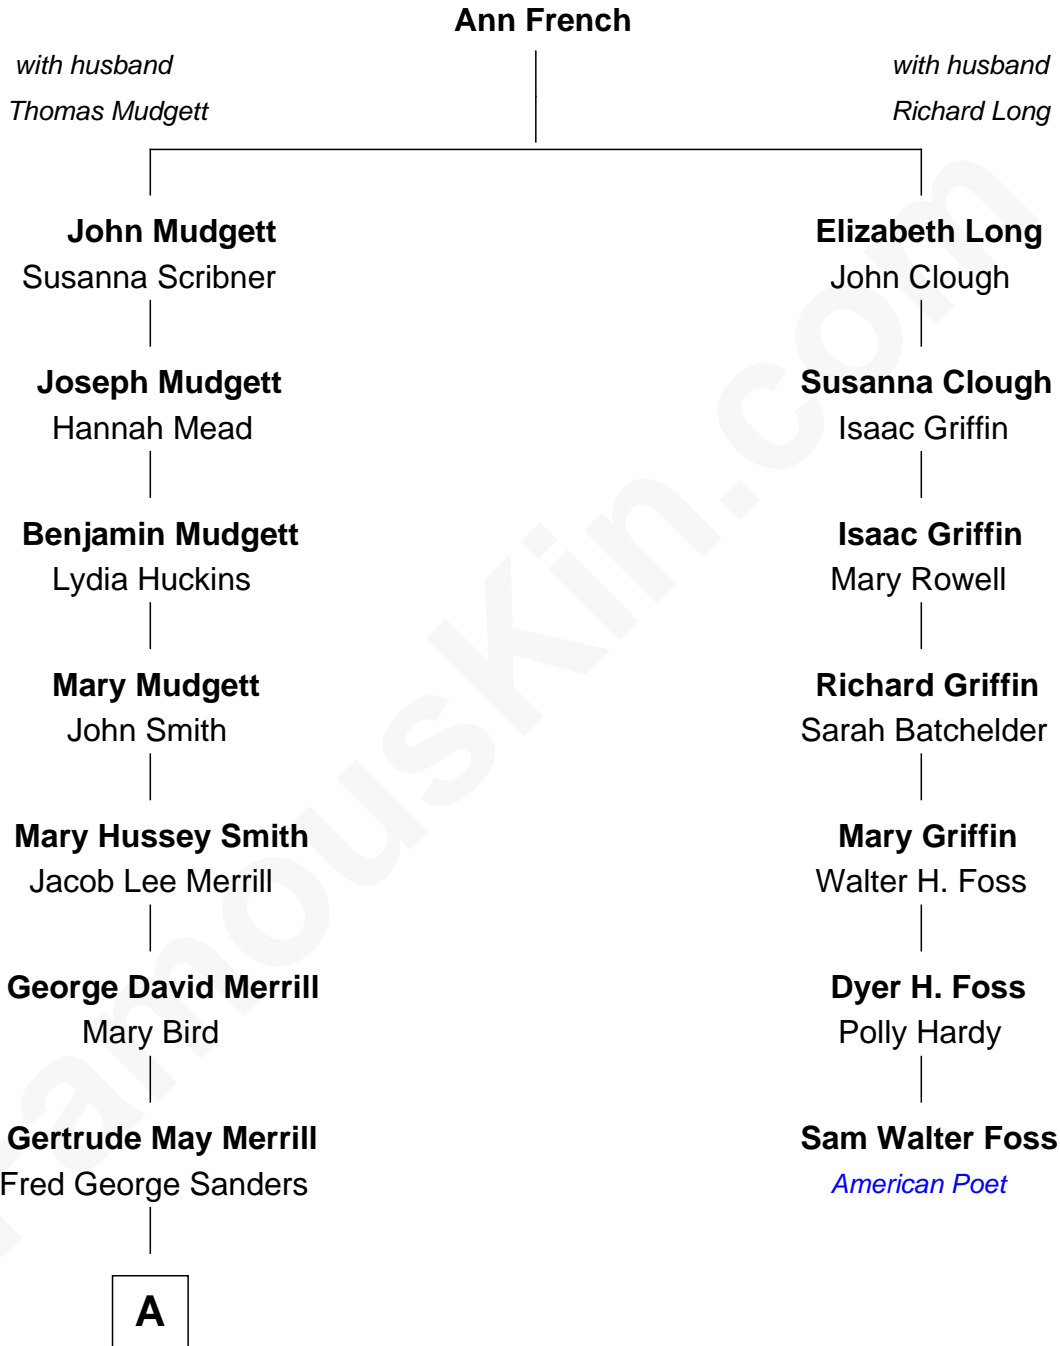 Ann French
with husband
Thomas Mudgett
with husband
Richard Long
John Mudgett
Susanna Scribner
Elizabeth Long
John Clough
Joseph Mudgett
Hannah Mead
Susanna Clough
Isaac Griffin
Benjamin Mudgett
Lydia Huckins
Isaac Griffin
Mary Rowell
Mary Mudgett
John Smith
Richard Griffin
Sarah Batchelder
Mary Hussey Smith
Jacob Lee Merrill
Mary Griffin
Walter H. Foss
George David Merrill
Mary Bird
Dyer H. Foss
Polly Hardy
Gertrude May Merrill
Fred George Sanders
Sam Walter Foss
American Poet
A
FamousKin.com